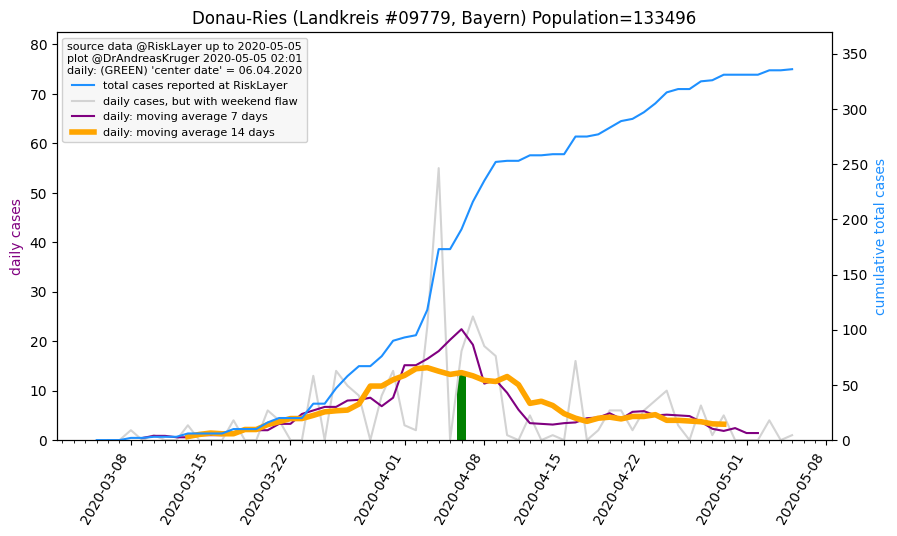 Donau-Ries (Landkreis #09779, Bayern) Population=133496
source data @RiskLayer up to 2020-05-05
plot @DrAndreasKruger 2020-05-05 02:01
daily: (GREEN) 'center date' = 06.04.2020
total cases reported at RiskLayer
daily cases, but with weekend flaw
daily: moving average 7 days
daily: moving average 14 days
80
70
60
50
40
30
20
10
0
daily cases
350
300
250
200
150
100
50
0
cumulative total cases
2020-03-08
2020-03-15
2020-03-22
2020-04-01
2020-04-08
2020-04-15
2020-04-22
2020-05-01
2020-05-08